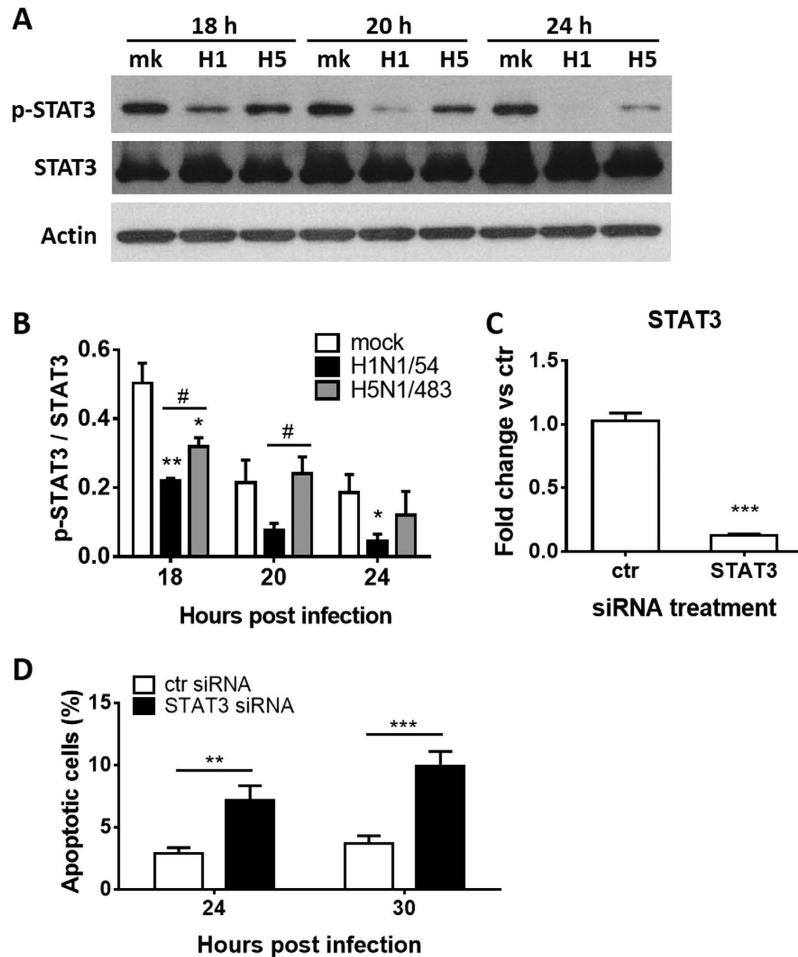 A
18 h 20 h 24 h
mk H1 H5 mk H1 H5 mk H1 H5
p-STAT3
STAT3
Actin
B
mock
H1N1/54
H5N1/483
p-STAT3 / STAT3
0.6
0.4
0.2
0.0
#
*
**
#
*
18 20 24
Hours post infection
C
STAT3
Fold change vs ctr
1.5
1.0
0.5
0.0
***
ctr STAT3
siRNA treatment
D
ctr siRNA
STAT3 siRNA
Apoptotic cells (%)
15
10
5
0
**
***
24 30
Hours post infection